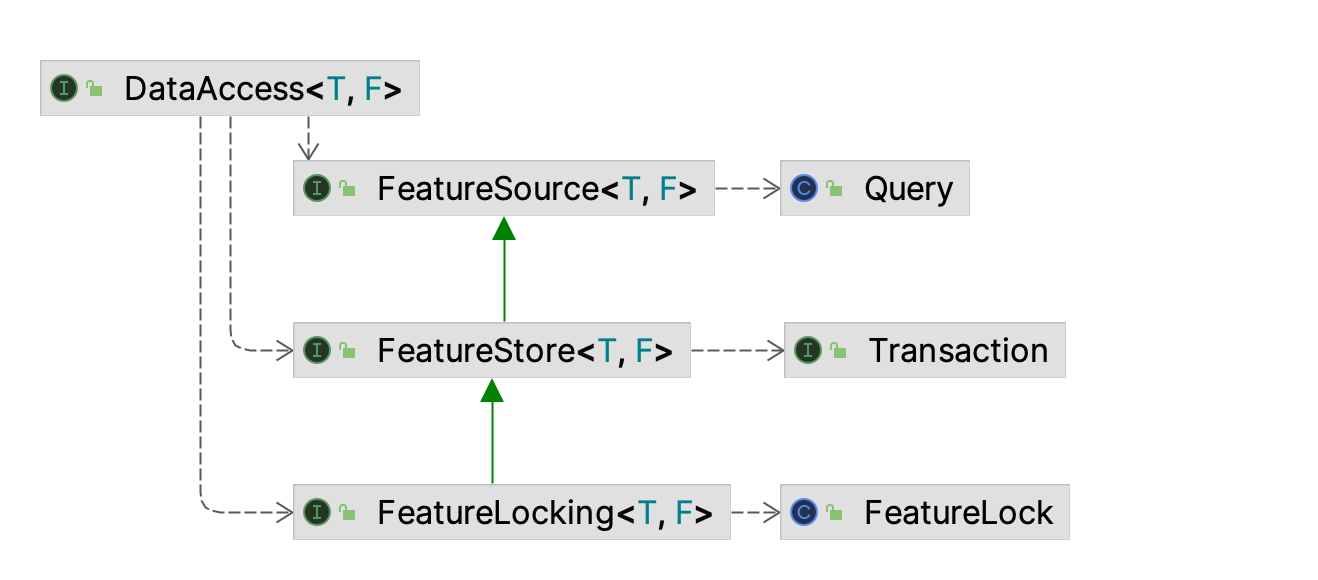 DataAccess<T, F>
FeatureSource<T, F>
Query
FeatureStore<T, F>
Transaction
FeatureLocking<T, F>
FeatureLock